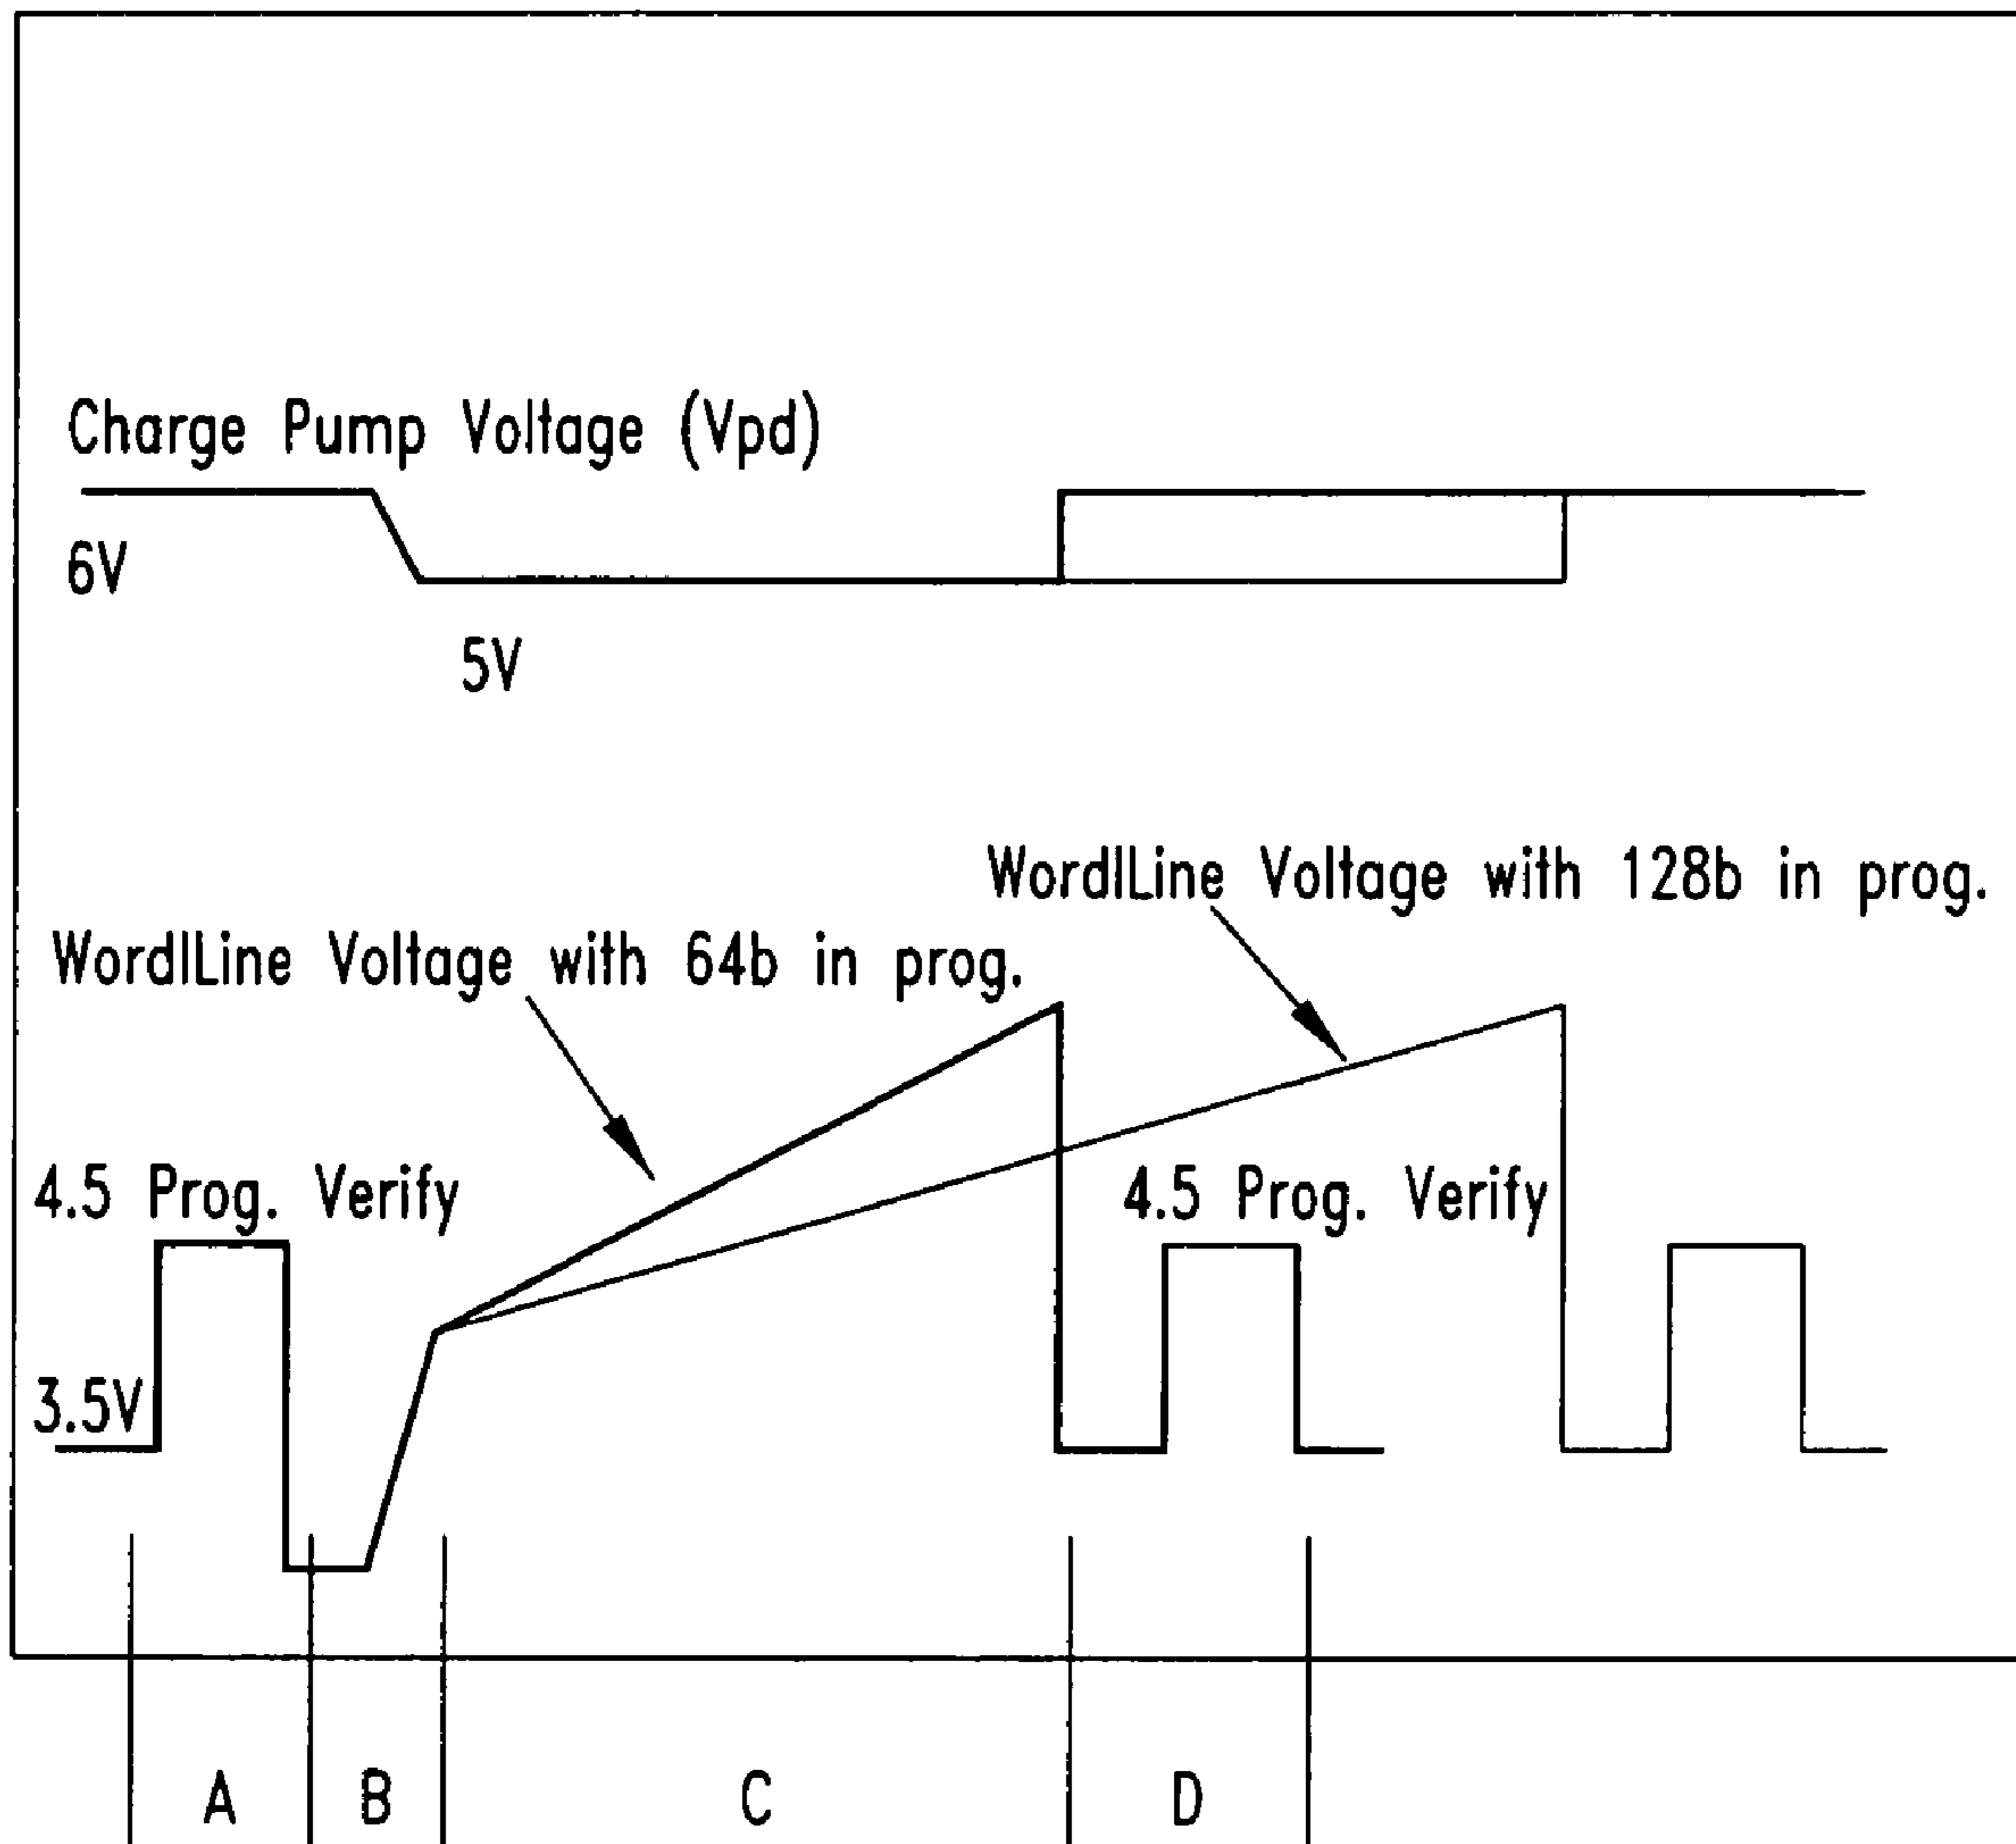 Charge Pump Voltage (Vpd)
6V
5V
WordlLine Voltage with 128b in prog.
WordlLine Voltage with 64b in prog.
4.5 Prog. Verify
4.5 Prog. Verify
3.5V
A B C D